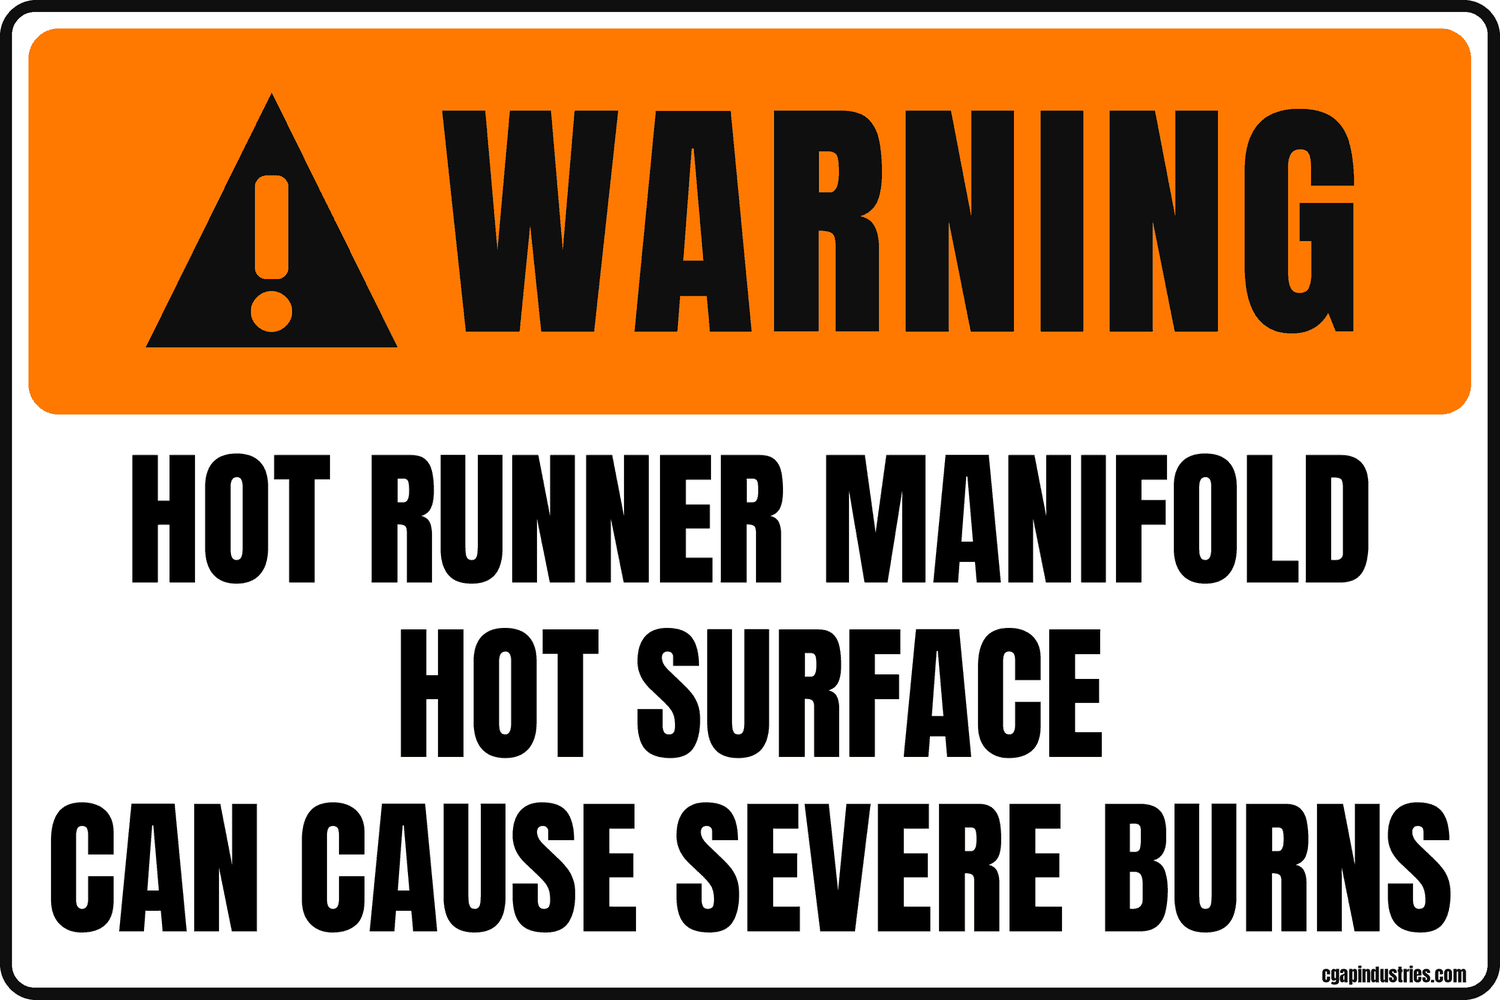 WARNING
HOT RUNNER MANIFOLD
HOT SURFACE
CAN CAUSE SEVERE BURNS
cgapindustries.com